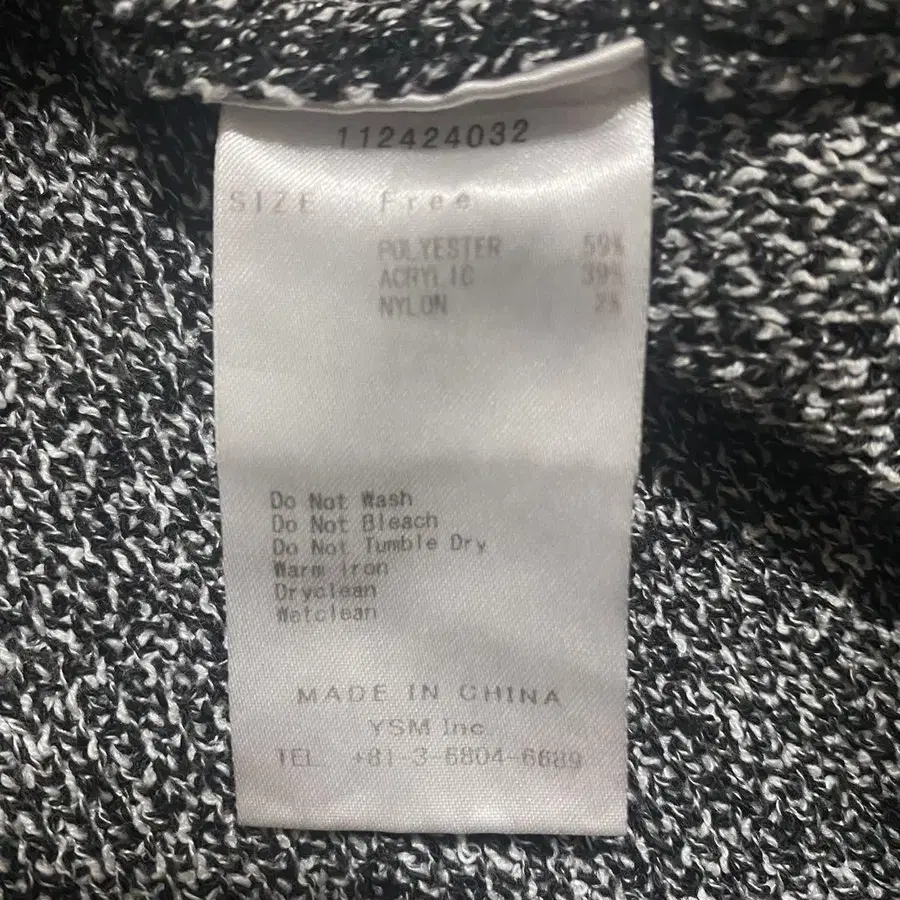 112424032
SIZE Free
POLYESTER 59%
ACRYLIC 39%
NYLON 2%
Do Not Wash
Do Not Bleach
Do Not Tumble Dry
Warm Iron
Dryclean
Wetclean
MADE IN CHINA
YSM Inc.
TEL +81-3-6804-6689